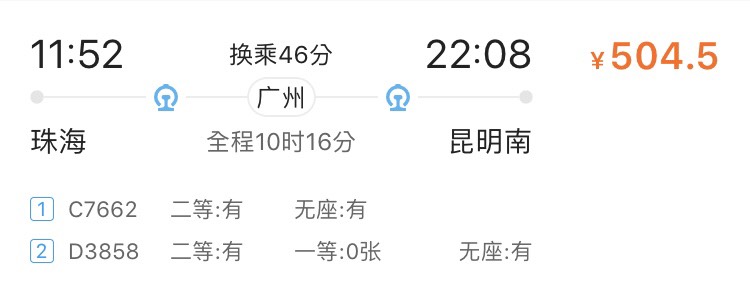 11:52 换乘46分 22:08 ¥504.5
广州
珠海 全程10时16分 昆明南
1 C7662 二等:有 无座:有
2 D3858 二等:有 一等:0张 无座:有